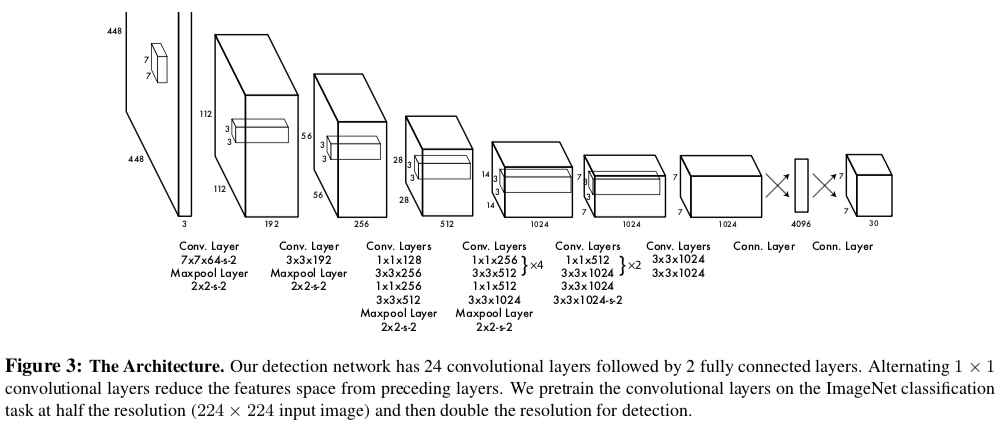 448
7
7
448
3
112
3
3
112
192
56
3
3
56
256
28
3
3
28
512
14
3
3
14
1024
7
3
3
7
1024
7
7
1024
4096
7
7
30
Conv. Layer
7x7x64-s-2
Maxpool Layer
2x2-s-2
Conv. Layer
3x3x192
Maxpool Layer
2x2-s-2
Conv. Layers
1x1x128
3x3x256
1x1x256
3x3x512
Maxpool Layer
2x2-s-2
Conv. Layers
1x1x256
3x3x512
}×4
1x1x512
3x3x1024
Maxpool Layer
2x2-s-2
Conv. Layers
1x1x512
3x3x1024
}×2
3x3x1024
3x3x1024-s-2
Conv. Layers
3x3x1024
3x3x1024
Conn. Layer
Conn. Layer
Figure 3: The Architecture. Our detection network has 24 convolutional layers followed by 2 fully connected layers. Alternating 1 × 1
convolutional layers reduce the features space from preceding layers. We pretrain the convolutional layers on the ImageNet classification
task at half the resolution (224 × 224 input image) and then double the resolution for detection.